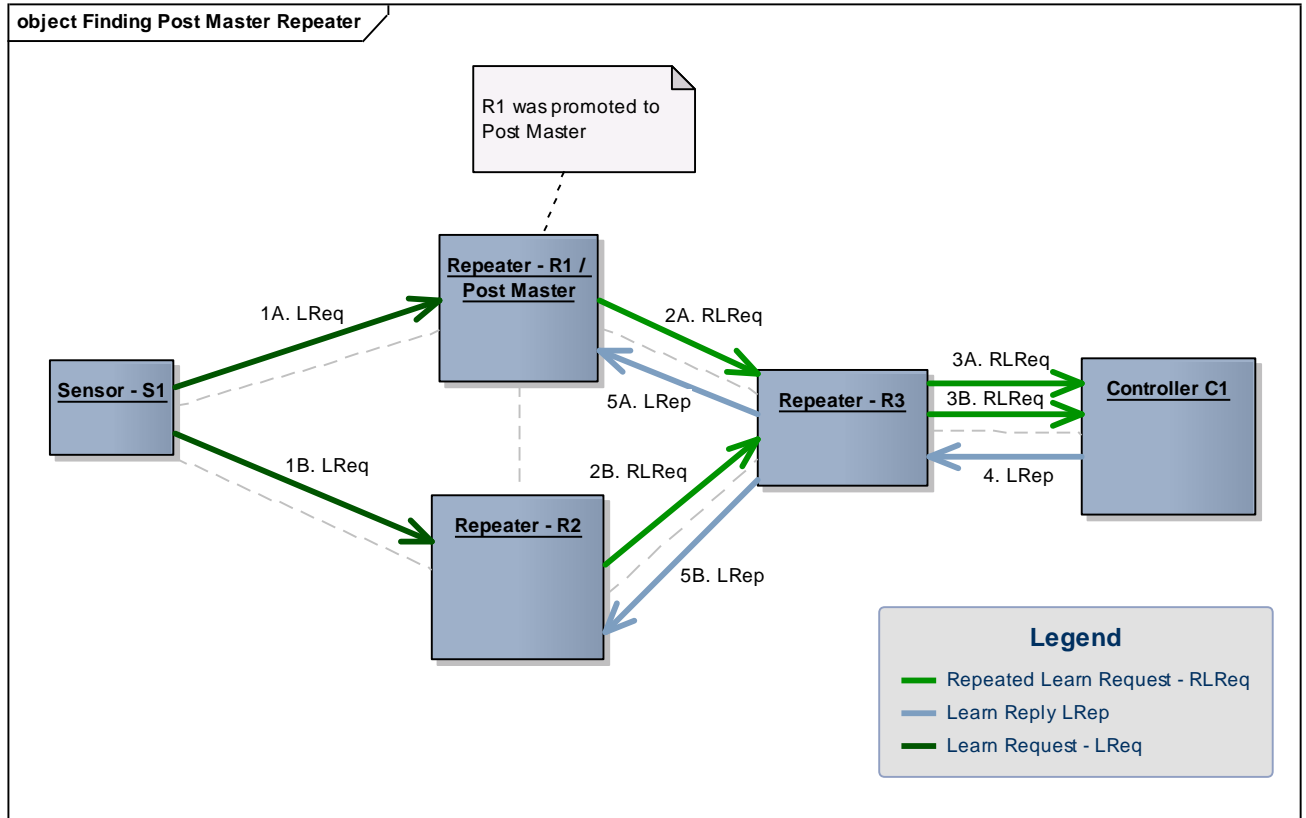 object Finding Post Master Repeater
R1 was promoted to
Post Master
Repeater - R1 /
Post Master
1A. LReq
2A. RLReq
Sensor - S1
5A. LRep
Repeater - R3
3A. RLReq
3B. RLReq
Controller C1
4. LRep
1B. LReq
2B. RLReq
Repeater - R2
5B. LRep
Legend
Repeated Learn Request - RLReq
Learn Reply LRep
Learn Request - LReq